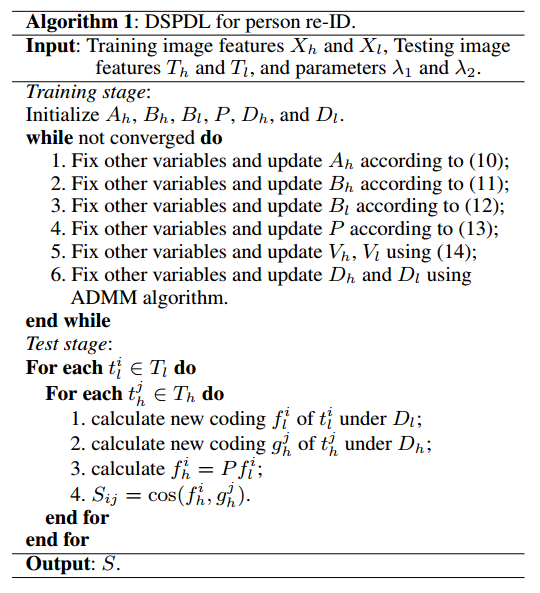 Algorithm 1: DSPDL for person re-ID.
Input: Training image features X_h and X_l, Testing image
features T_h and T_l, and parameters λ_1 and λ_2.
Training stage:
Initialize A_h, B_h, B_l, P, D_h, and D_l.
while not converged do
1. Fix other variables and update A_h according to (10);
2. Fix other variables and update B_h according to (11);
3. Fix other variables and update B_l according to (12);
4. Fix other variables and update P according to (13);
5. Fix other variables and update V_h, V_l using (14);
6. Fix other variables and update D_h and D_l using
ADMM algorithm.
end while
Test stage:
For each t_l^i ∈ T_l do
For each t_h^j ∈ T_h do
1. calculate new coding f_l^i of t_l^i under D_l;
2. calculate new coding g_h^j of t_h^j under D_h;
3. calculate f_h^i = P f_l^i;
4. S_ij = cos(f_h^i, g_h^j).
end for
end for
Output: S.